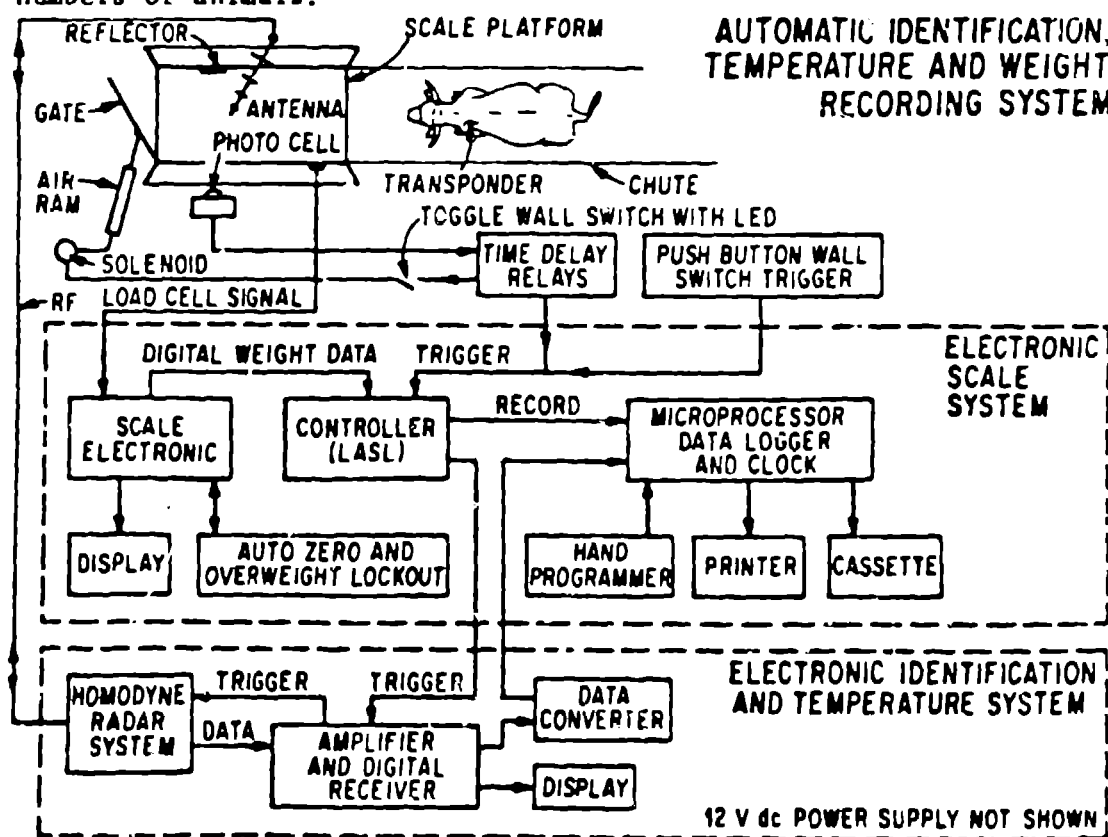 numbers of animals.
AUTOMATIC IDENTIFICATION,
TEMPERATURE AND WEIGHT
RECORDING SYSTEM
REFLECTOR
SCALE PLATFORM
GATE
ANTENNA
PHOTO CELL
AIR
RAM
TRANSPONDER
CHUTE
TOGGLE WALL SWITCH WITH LED
SOLENOID
TIME DELAY
RELAYS
PUSH BUTTON WALL
SWITCH TRIGGER
RF
LOAD CELL SIGNAL
DIGITAL WEIGHT DATA
TRIGGER
ELECTRONIC
SCALE
SYSTEM
SCALE
ELECTRONIC
CONTROLLER
(LASL)
RECORD
MICROPROCESSOR
DATA LOGGER
AND CLOCK
DISPLAY
AUTO ZERO AND
OVERWEIGHT LOCKOUT
HAND
PROGRAMMER
PRINTER
CASSETTE
ELECTRONIC IDENTIFICATION
AND TEMPERATURE SYSTEM
HOMODYNE
RADAR
SYSTEM
TRIGGER
TRIGGER
DATA
AMPLIFIER
AND DIGITAL
RECEIVER
DATA
CONVERTER
DISPLAY
12 V dc POWER SUPPLY NOT SHOWN